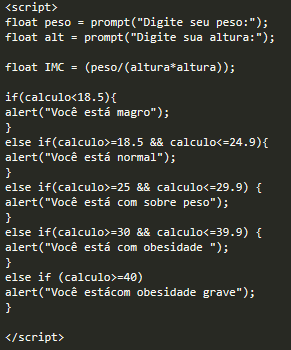 <script>
float peso = prompt("Digite seu peso:");
float alt = prompt("Digite sua altura:");
float IMC = (peso/(altura*altura));
if(calculo<18.5){
alert("Você está magro");
}
else if(calculo>=18.5 && calculo<=24.9){
alert("Você está normal");
}
else if(calculo>=25 && calculo<=29.9) {
alert("Você está com sobre peso");
}
else if(calculo>=30 && calculo<=39.9) {
alert("Você está com obesidade ");
}
else if (calculo>=40)
alert("Você estácom obesidade grave");
}
</script>